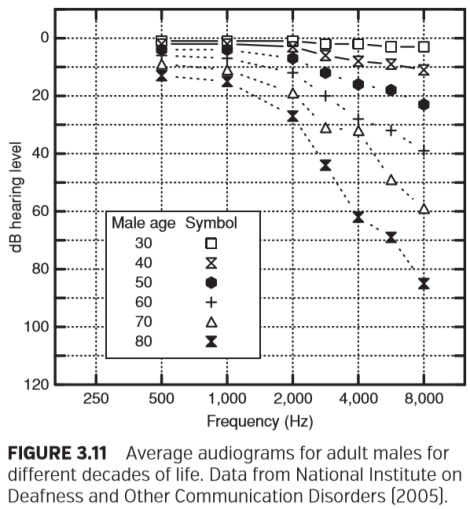 0
20
40
60
80
100
120
dB hearing level
Male age Symbol
30
40
50
60
70
80
250 500 1,000 2,000 4,000 8,000
Frequency (Hz)
FIGURE 3.11 Average audiograms for adult males for
different decades of life. Data from National Institute on
Deafness and Other Communication Disorders (2005).